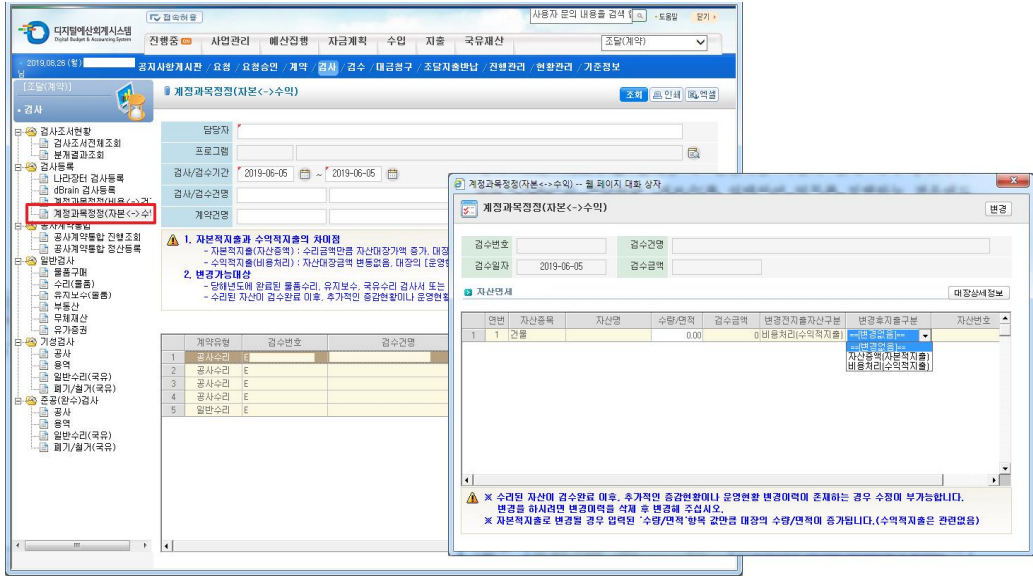 접속허용
사용자 문의 내용을 검색
도움말
닫기
디지털예산회계시스템
Digital Budget & Accounting System
진행중 사업관리 예산집행 자금계획 수입 지출 국유재산
조달(계약)
2019.08.26 (월)
님
공지사항게시판 / 요청 / 요청승인 / 계약 / 검사 / 검수 / 대금청구 / 조달지출반납 / 진행관리 / 현황관리 / 기준정보
[조달(계약)]
검사
검사조서현황
검사조서전체조회
분개결과조회
검사등록
나라장터 검사등록
dBrain 검사등록
계정과목정정(비용<->건
계정과목정정(자본<->수익
공사계약통합
공사계약통합 진행조회
공사계약통합 정산등록
일반검사
물품구매
수리(물품)
유지보수(물품)
부동산
무체재산
유가증권
기성검사
공사
용역
일반수리(국유)
폐기/철거(국유)
준공(완수)검사
공사
용역
일반수리(국유)
폐기/철거(국유)
계정과목정정(자본<->수익)
조회 인쇄 엑셀
담당자
프로그램
검사/검수기간 2019-06-05 ~ 2019-06-05
검사/검수건명
계약건명
1. 자본적지출과 수익적지출의 차이점
- 자본적지출(자산증액) : 수리금액만큼 자산대장가액 증가, 대장
- 수익적지출(비용처리) : 자산대장금액 변동없음, 대장의 [운영
2. 변경가능대상
- 당해년도에 완료된 물품수리, 유지보수, 국유수리 검사서 또는
- 수리된 자산이 검수완료 이후, 추가적인 증감현황이나 운영현황
계약유형 검수번호 검수건명
1 공사수리 E
2 공사수리 E
3 공사수리 E
4 공사수리 E
5 일반수리 E
계정과목정정(자본<->수익) -- 웹 페이지 대화 상자
계정과목정정(자본<->수익)
변경
검수번호 검수건명
검수일자 2019-06-05 검수금액
자산명세
대장상세정보
연번 자산종목 자산명 수량/면적 검수금액 변경전지출자산구분 변경후지출구분 자산번호
1 1 건물 0.00 0 비용처리(수익적지출) ==[변경없음]==
==[변경없음]==
자산증액(자본적지출)
비용처리(수익적지출)
※ 수리된 자산이 검수완료 이후, 추가적인 증감현황이나 운영현황 변경이력이 존재하는 경우 수정이 부가능합니다.
변경을 하시려면 변경이력을 삭제 후 변경해 주십시오.
※ 자본적지출로 변경될 경우 입력된 '수량/면적'항목 값만큼 대장의 수량/면적이 증가됩니다.(수익적지출은 관련없음)